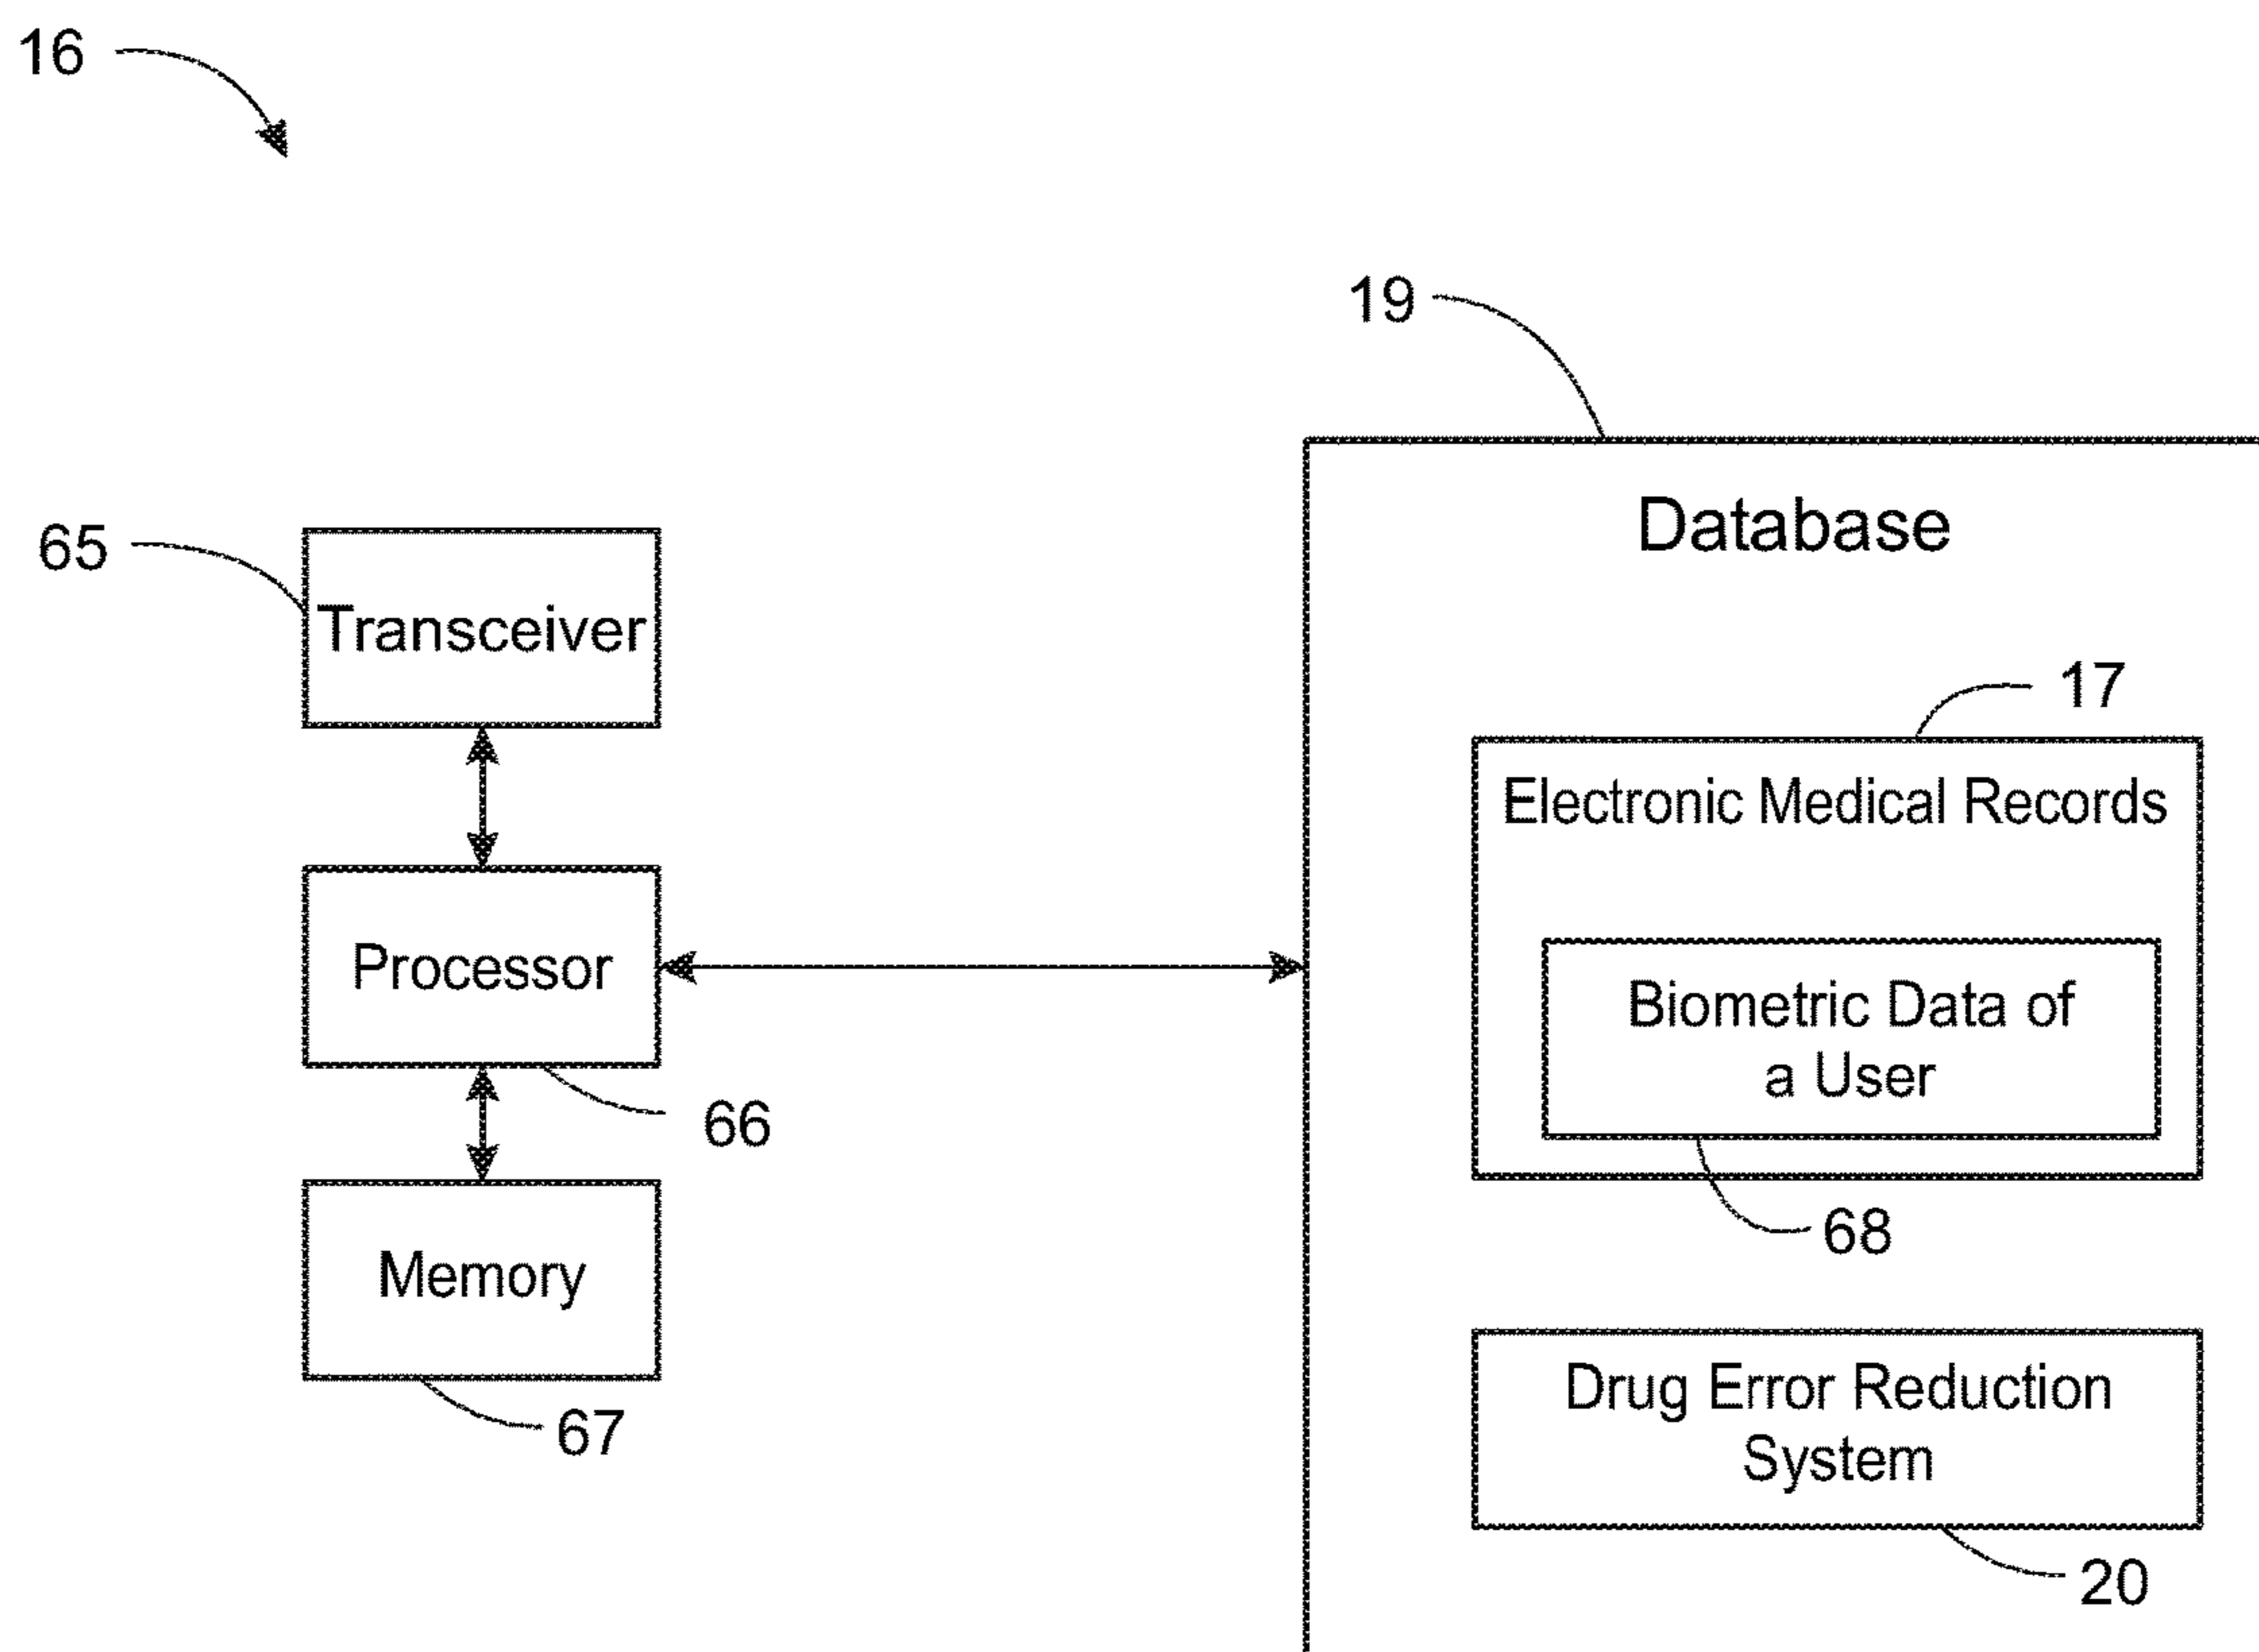 16
19
Database
65
Transceiver
17
Electronic Medical Records
Processor
Biometric Data of
a User
66
68
Memory
Drug Error Reduction
System
67
20